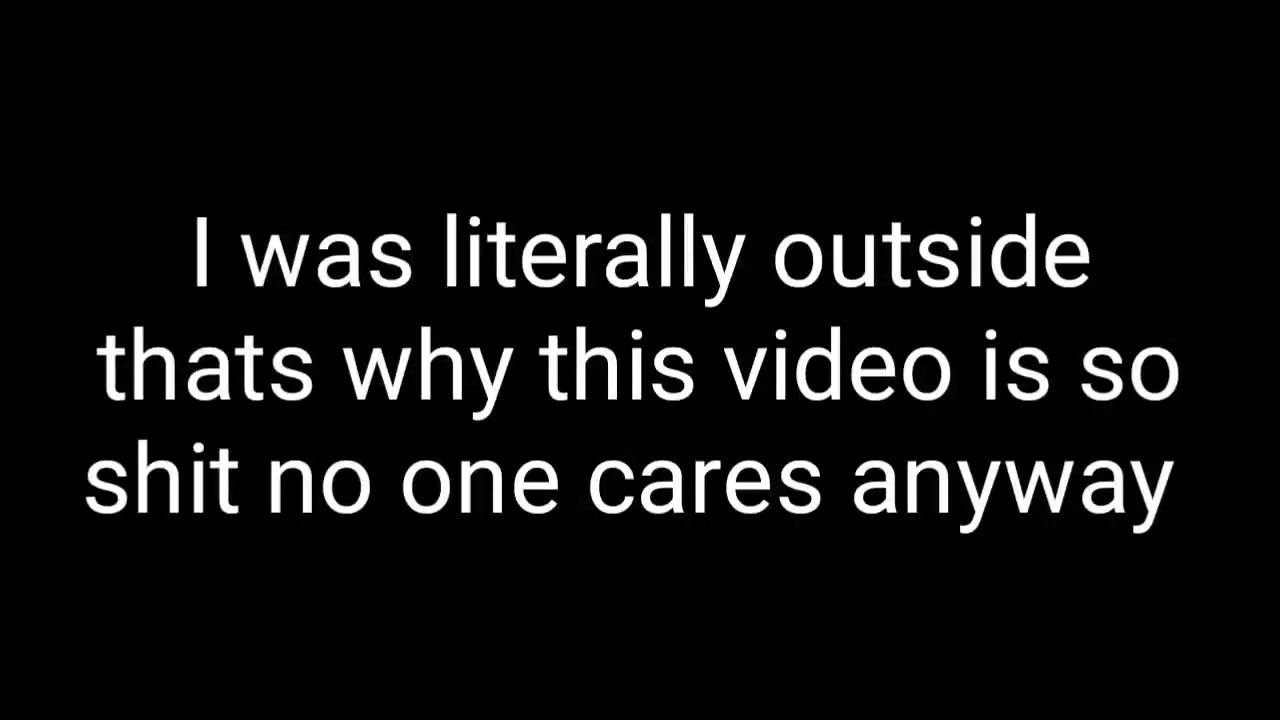 I was literally outside
thats why this video is so
shit no one cares anyway